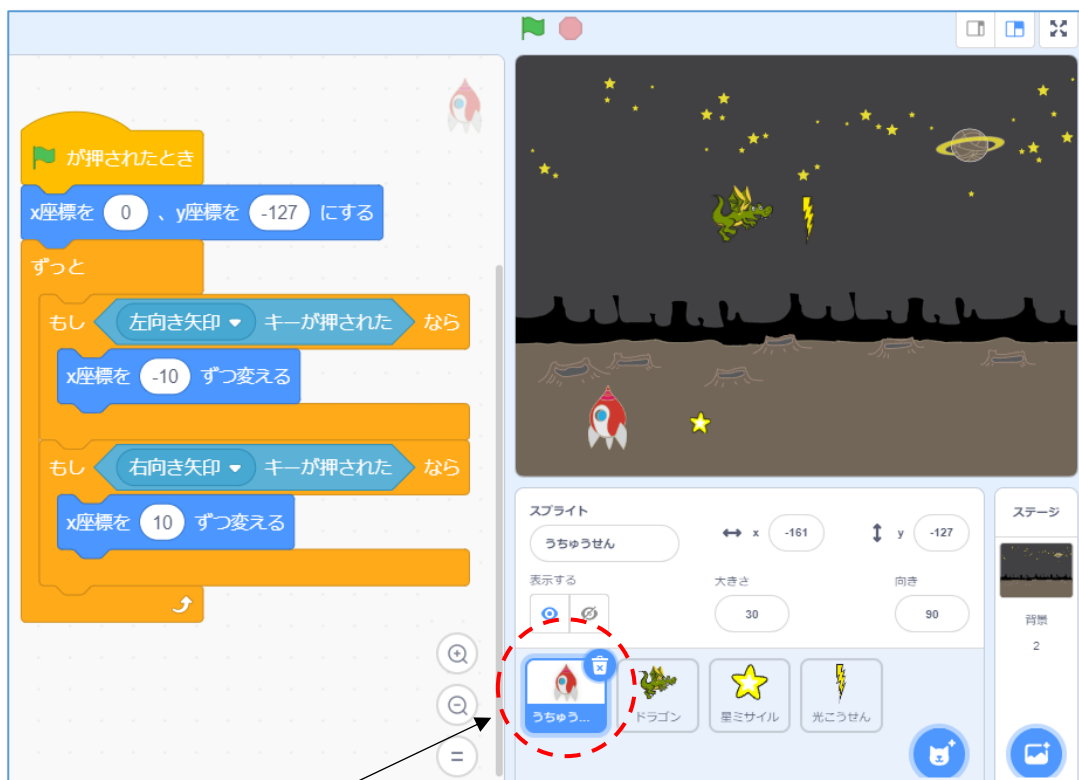 が押されたとき
x座標を 0 、y座標を -127 にする
ずっと
もし 左向き矢印 キーが押された なら
x座標を -10 ずつ変える
もし 右向き矢印 キーが押された なら
x座標を 10 ずつ変える
スプライト
うちゅうせん
x -161
y -127
表示する
大きさ
向き
30
90
うちゅう...
ドラゴン
星ミサイル
光こうせん
ステージ
背景
2